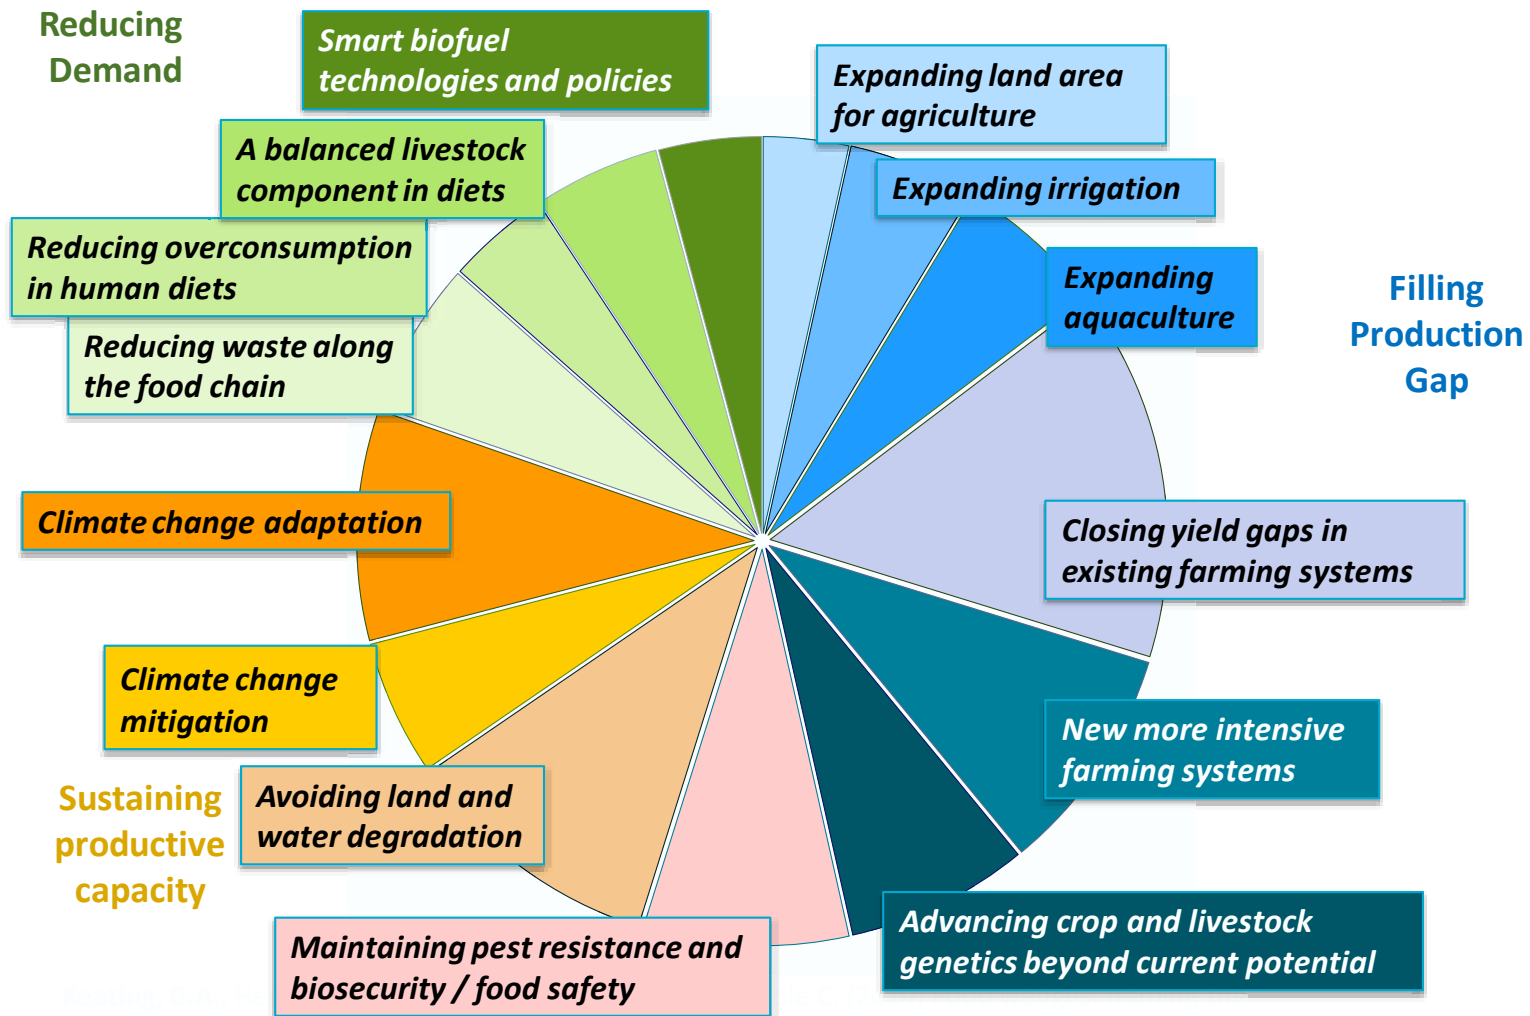 Reducing
Demand
Smart biofuel
technologies and policies
Expanding land area
for agriculture
A balanced livestock
component in diets
Expanding irrigation
Reducing overconsumption
in human diets
Expanding
aquaculture
Filling
Production
Gap
Reducing waste along
the food chain
Climate change adaptation
Closing yield gaps in
existing farming systems
Climate change
mitigation
New more intensive
farming systems
Sustaining
productive
capacity
Avoiding land and
water degradation
Maintaining pest resistance and
biosecurity / food safety
Advancing crop and livestock
genetics beyond current potential